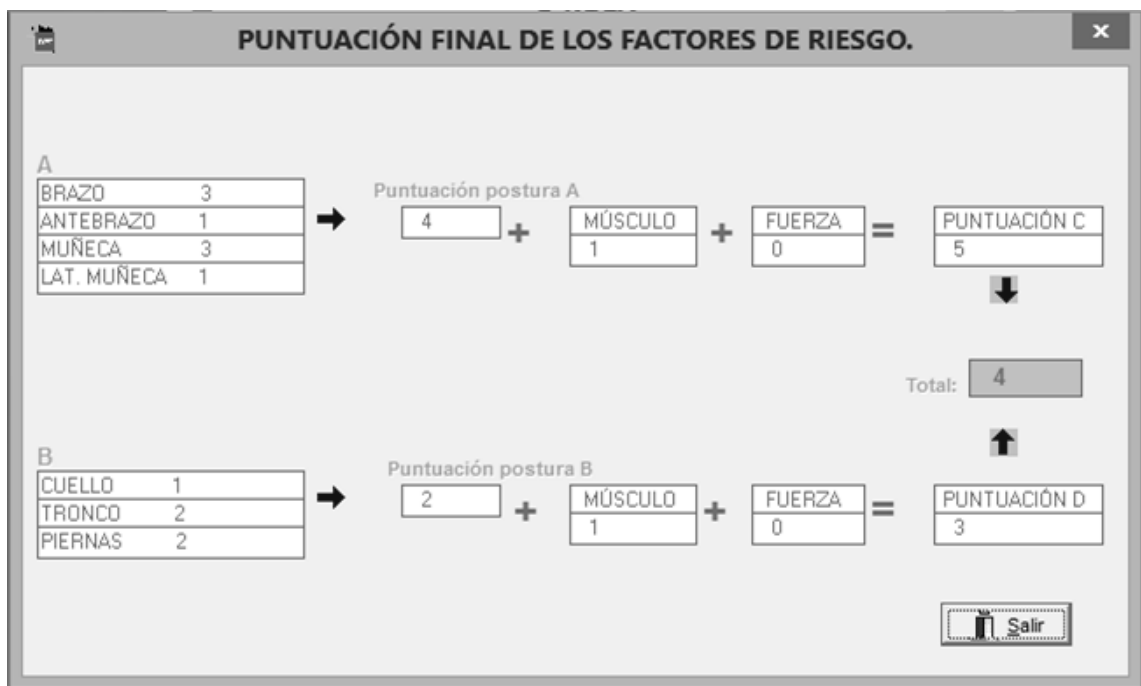 PUNTUACIÓN FINAL DE LOS FACTORES DE RIESGO.
A
BRAZO 3
ANTEBRAZO 1
MUÑECA 3
LAT. MUÑECA 1
Puntuación postura A
4 + MÚSCULO + FUERZA = PUNTUACIÓN C
1 0 5
Total: 4
B
CUELLO 1
TRONCO 2
PIERNAS 2
Puntuación postura B
2 + MÚSCULO + FUERZA = PUNTUACIÓN D
1 0 3
Salir